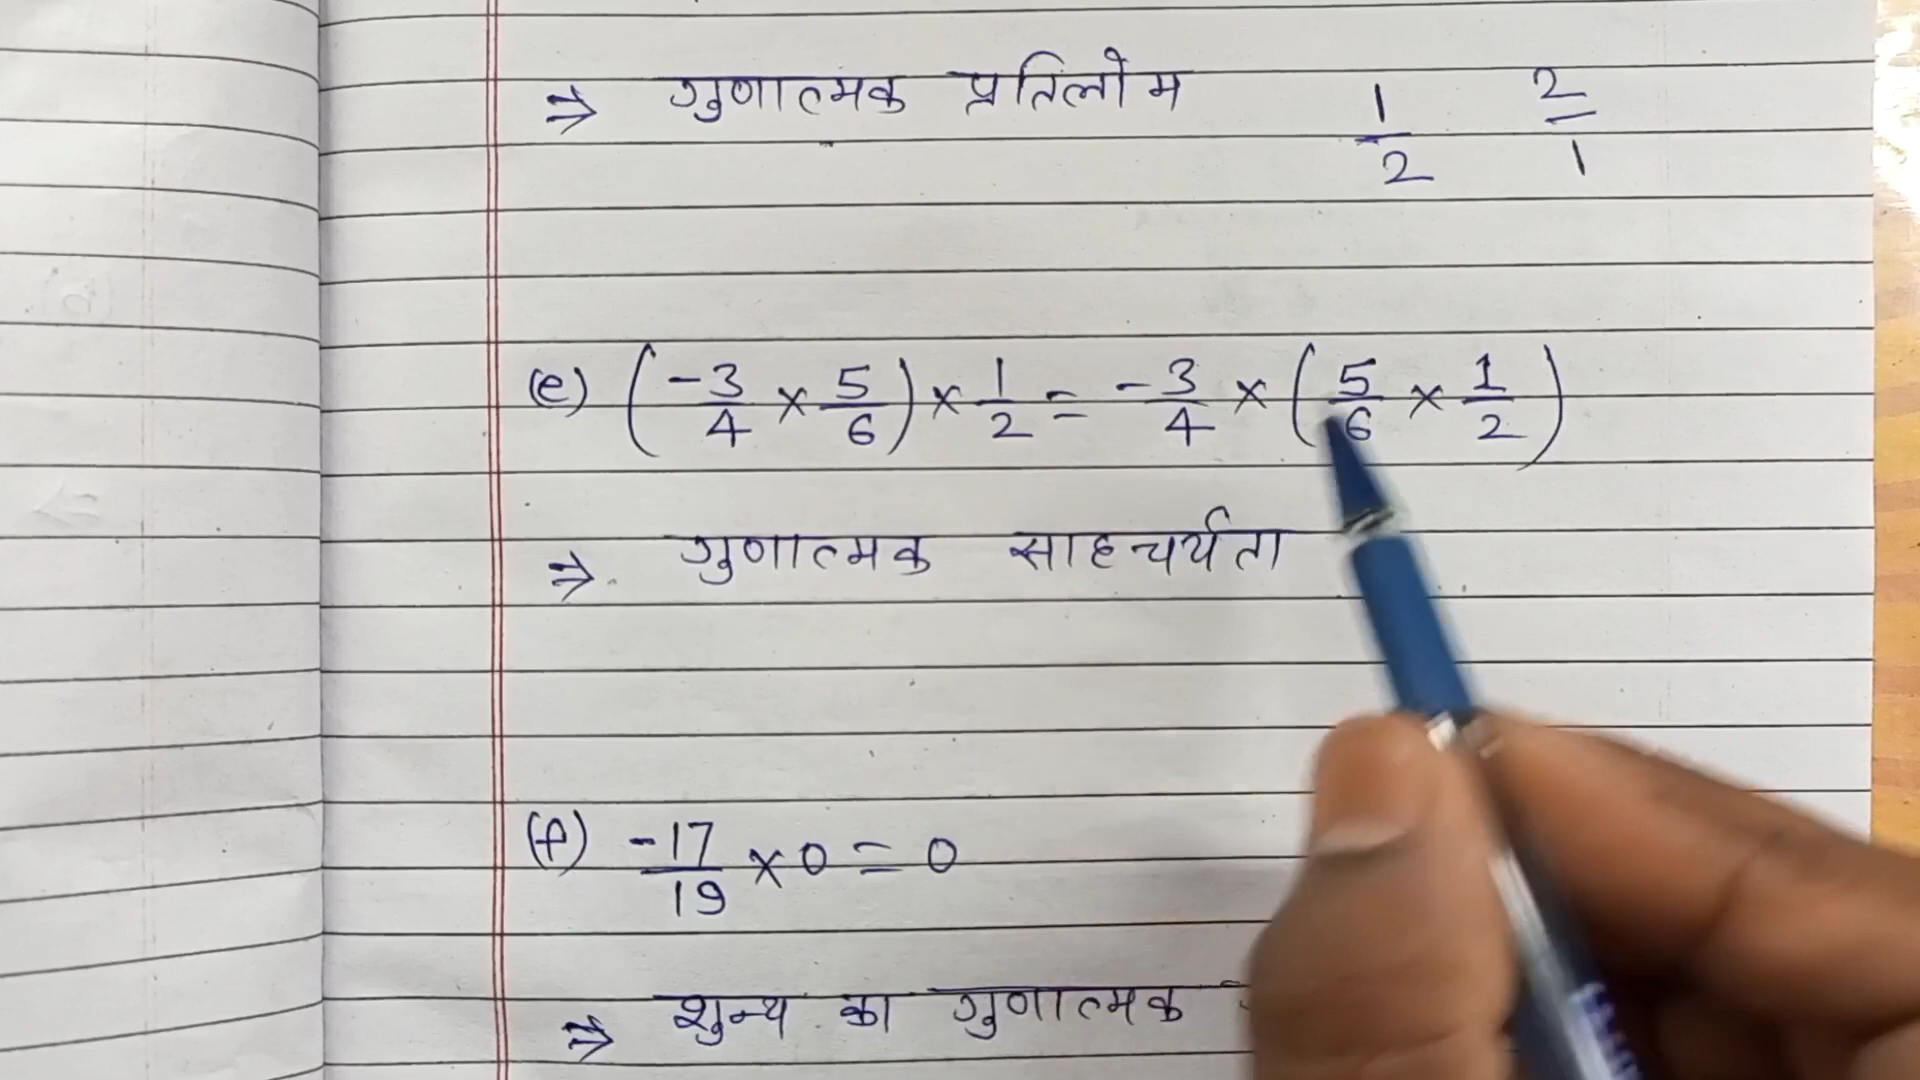 ⇒ गुणात्मक प्रतिलोम 1/2 2/1
(e) (-3/4 × 5/6) × 1/2 = -3/4 × (5/6 × 1/2)
⇒ गुणात्मक साहचर्यता
(f) -17/19 × 0 = 0
⇒ शुन्य का गुणात्मक